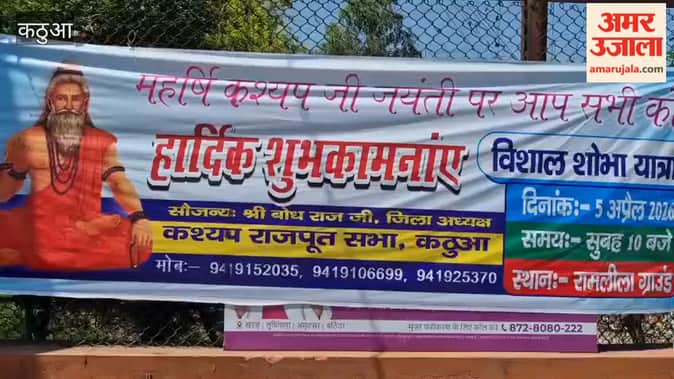 कठुआ
अमर उजाला
amarujala.com
महर्षि कश्यप जी जयंती पर आप सभी को
हार्दिक शुभकामनांए
विशाल शोभा यात्रा
दिनांक:- 5 अप्रैल 2026
समय:- सुबह 10 बजे
स्थान:- रामलीला ग्राउंड
सौजन्य: श्री बोध राज जी, जिला अध्यक्ष
कश्यप राजपूत सभा, कठुआ
मोब:- 9419152035, 9419106699, 941925370
872-8080-222